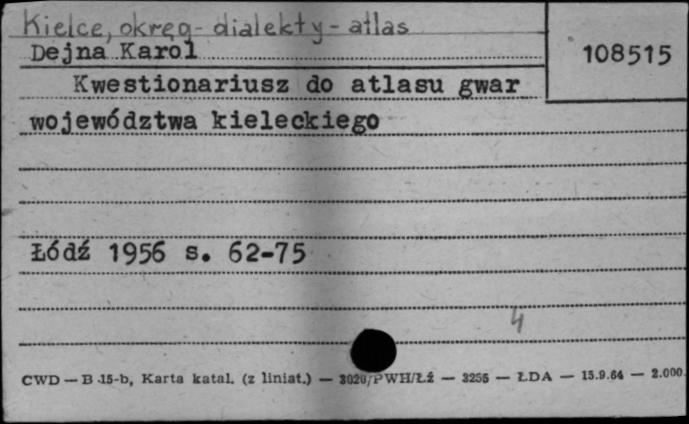 Kielce, okręg - dialekty - atlas
Dejna Karol
108515
Kwestionariusz do atlasu gwar
województwa kieleckiego
Łódź 1956 s. 62-75
4
CWD — B-15-b, Karta katal. (z liniat.) — 3026/PWH/Łż — 3256 — ŁDA — 15.9.64 — 2.000.